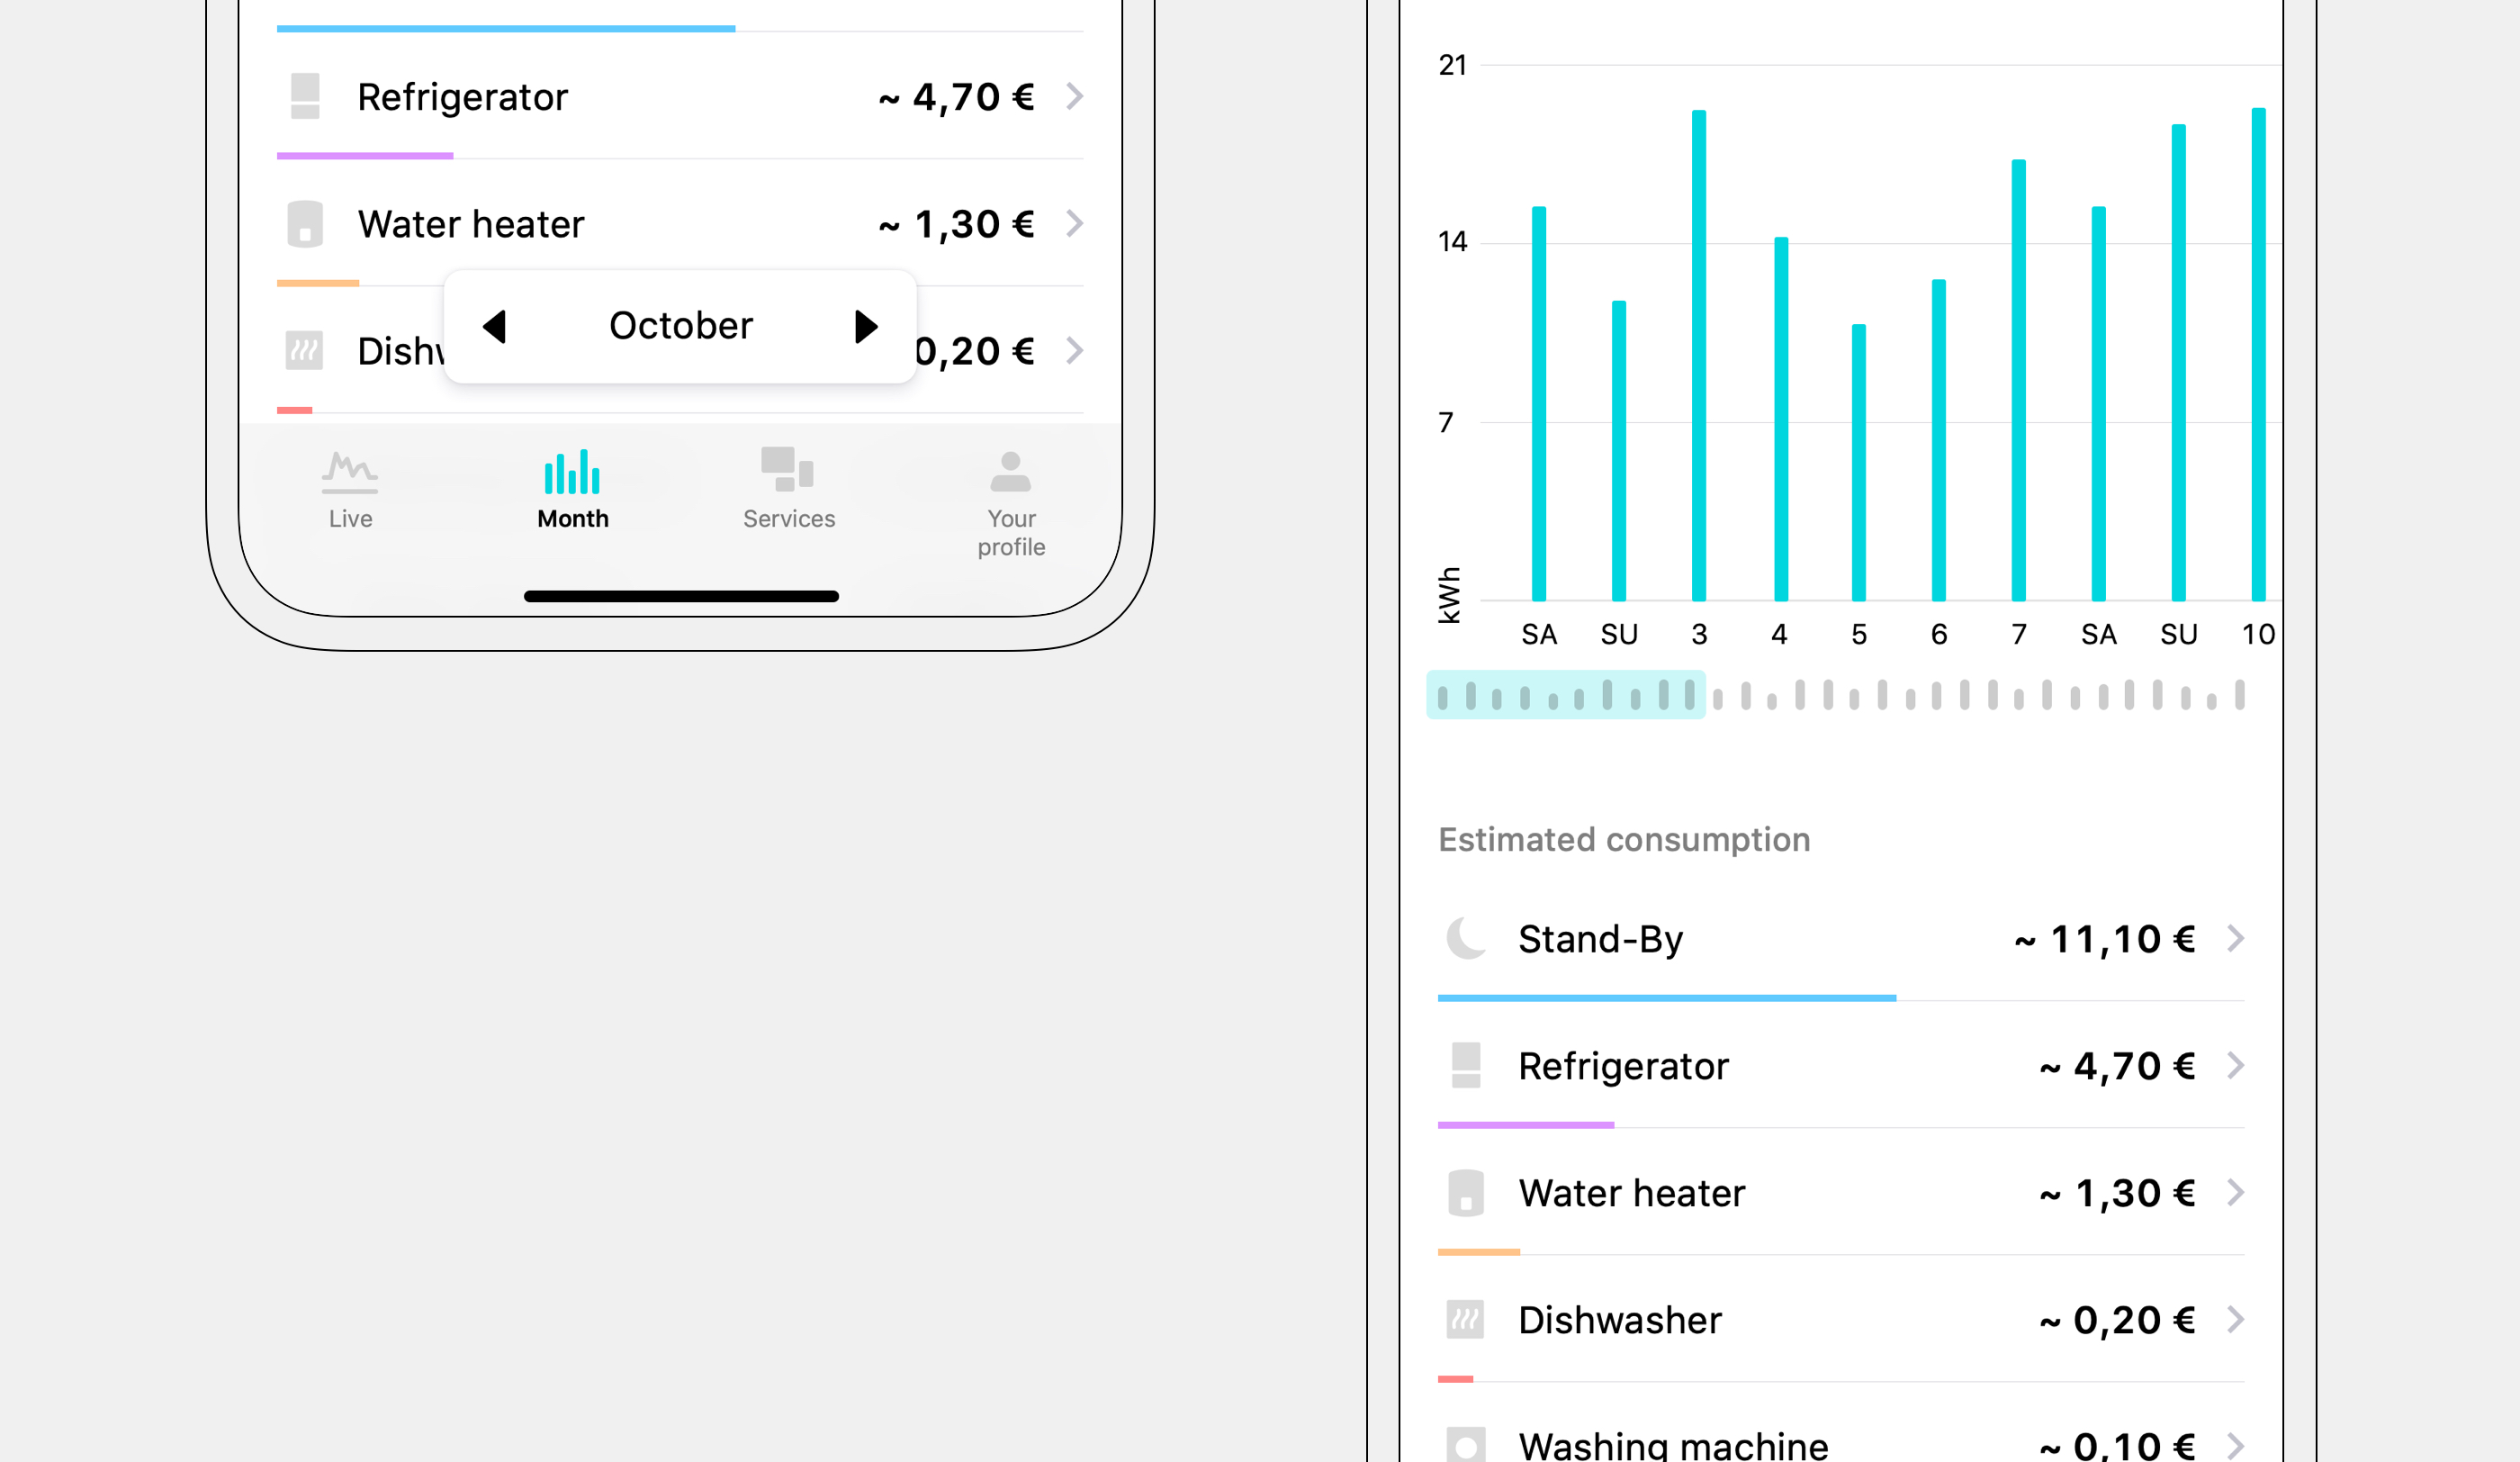 Refrigerator ~ 4,70 €
Water heater ~ 1,30 €
October
Dishw 0,20 €
Live
Month
Services
Your
profile
21
14
7
kWh
SA SU 3 4 5 6 7 SA SU 10
Estimated consumption
Stand-By ~ 11,10 €
Refrigerator ~ 4,70 €
Water heater ~ 1,30 €
Dishwasher ~ 0,20 €
Washing machine ~ 0,10 €